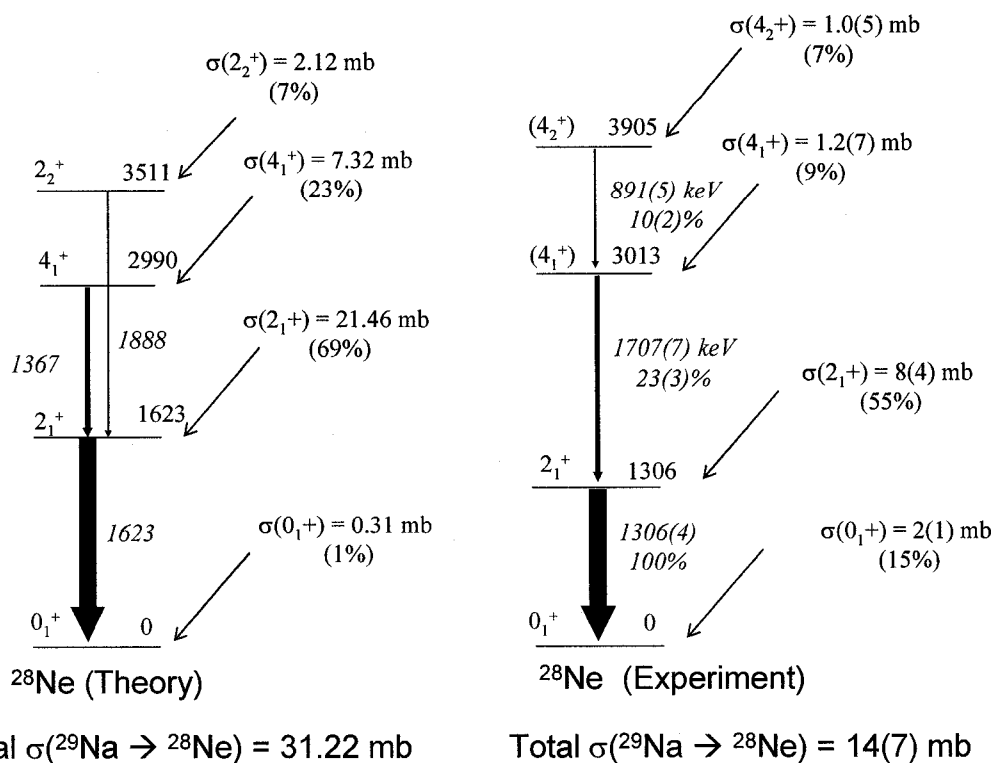 σ(2₂⁺) = 2.12 mb
(7%)
2₂⁺ 3511
σ(4₁⁺) = 7.32 mb
(23%)
4₁⁺ 2990
1367
1888
σ(2₁+) = 21.46 mb
(69%)
2₁⁺ 1623
1623
σ(0₁+) = 0.31 mb
(1%)
0₁⁺ 0
²⁸Ne (Theory)
σ(²⁹Na → ²⁸Ne) = 31.22 mb
σ(4₂+) = 1.0(5) mb
(7%)
(4₂⁺) 3905
σ(4₁+) = 1.2(7) mb
(9%)
891(5) keV
10(2)%
(4₁⁺) 3013
1707(7) keV
23(3)%
σ(2₁+) = 8(4) mb
(55%)
2₁⁺ 1306
1306(4)
100%
σ(0₁+) = 2(1) mb
(15%)
0₁⁺ 0
²⁸Ne (Experiment)
Total σ(²⁹Na → ²⁸Ne) = 14(7) mb